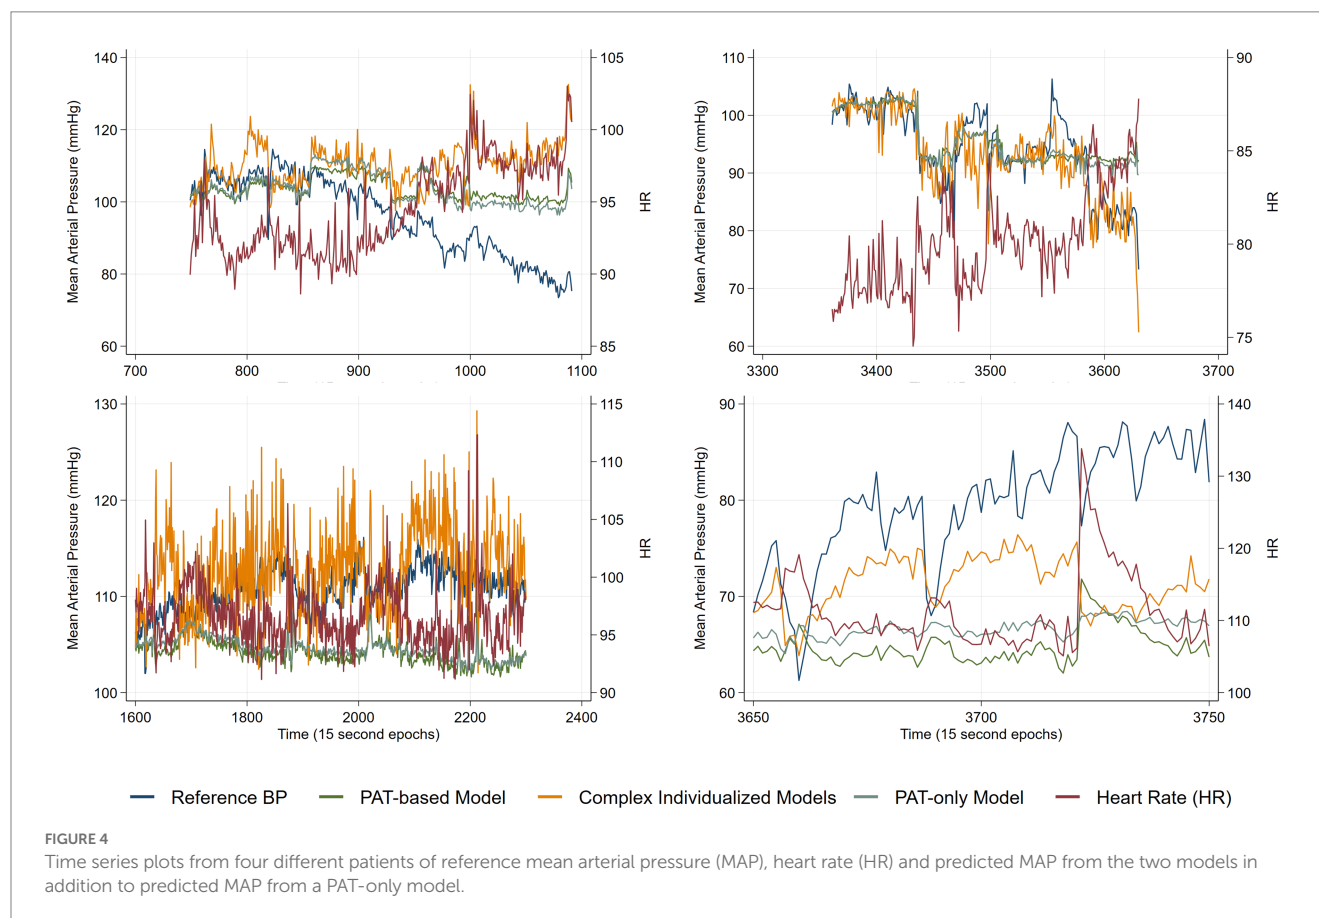 140
120
100
80
60
Mean Arterial Pressure (mmHg)
105
100
95
90
85
HR
700 800 900 1000 1100
110
100
90
80
70
60
Mean Arterial Pressure (mmHg)
90
85
80
75
HR
3300 3400 3500 3600 3700
130
120
110
100
Mean Arterial Pressure (mmHg)
115
110
105
100
95
90
HR
1600 1800 2000 2200 2400
Time (15 second epochs)
90
80
70
60
Mean Arterial Pressure (mmHg)
140
130
120
110
100
HR
3650 3700 3750
Time (15 second epochs)
Reference BP PAT-based Model Complex Individualized Models PAT-only Model Heart Rate (HR)
FIGURE 4
Time series plots from four different patients of reference mean arterial pressure (MAP), heart rate (HR) and predicted MAP from the two models in
addition to predicted MAP from a PAT-only model.